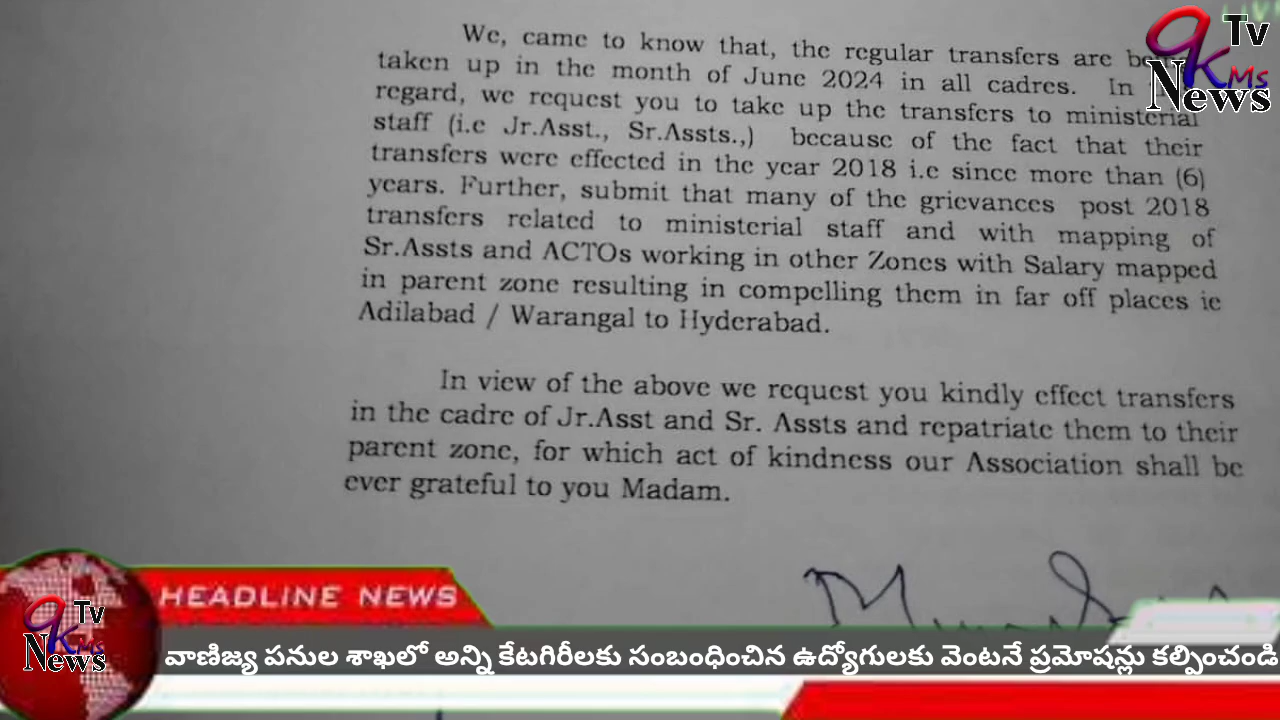 We, came to know that, the regular transfers are
taken up in the month of June 2024 in all cadres. In
regard, we request you to take up the transfers to ministerial
staff (i.e Jr.Asst., Sr.Assts.,) because of the fact that their
transfers were effected in the year 2018 i.e since more than (6)
years. Further, submit that many of the grievances post 2018
transfers related to ministerial staff and with mapping of
Sr.Assts and ACTOs working in other Zones with Salary mapped
in parent zone resulting in compelling them in far off places ie
Adilabad / Warangal to Hyderabad.
In view of the above we request you kindly effect transfers
in the cadre of Jr.Asst and Sr. Assts and repatriate them to their
parent zone, for which act of kindness our Association shall be
ever grateful to you Madam.
Tv
9KMs
News
HEADLINE NEWS
Tv
9KMs
News
వాణిజ్య పనుల శాఖలో అన్ని కేటగిరీలకు సంబంధించిన ఉద్యోగులకు వెంటనే ప్రమోషన్లు కల్పించండి